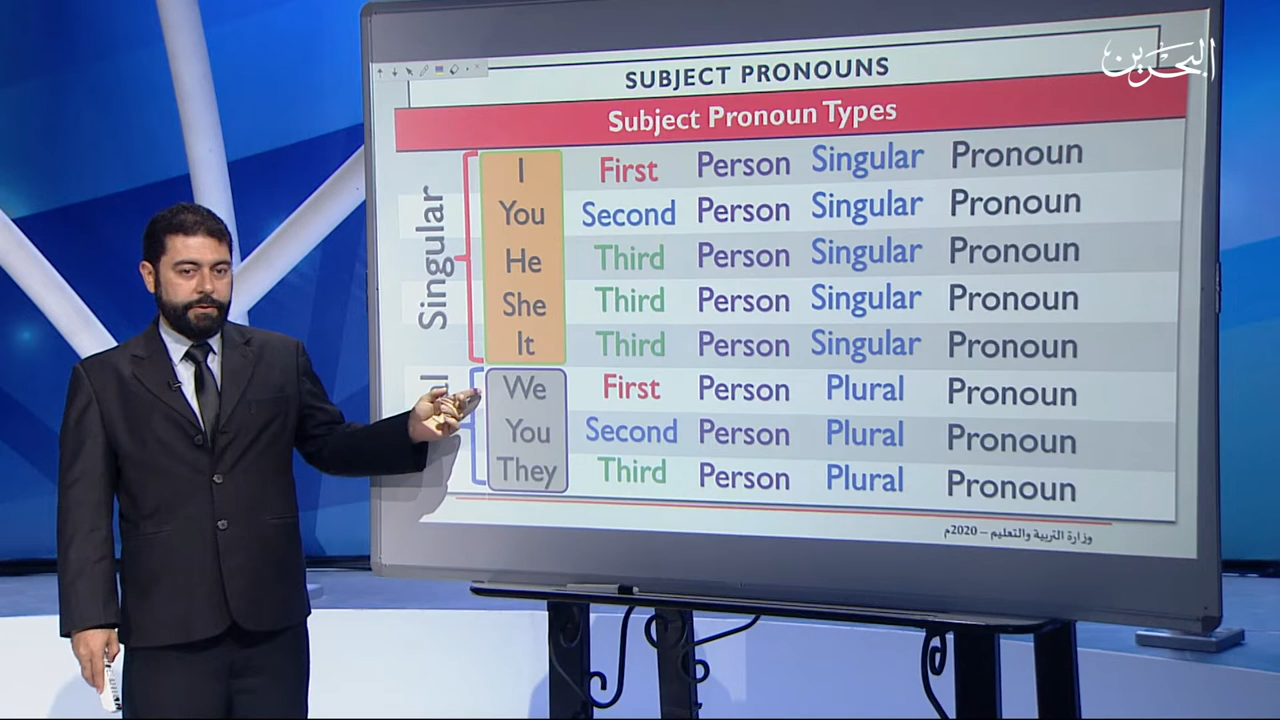 البحرين
SUBJECT PRONOUNS
Subject Pronoun Types
Singular
I First Person Singular Pronoun
You Second Person Singular Pronoun
He Third Person Singular Pronoun
She Third Person Singular Pronoun
It Third Person Singular Pronoun
We First Person Plural Pronoun
You Second Person Plural Pronoun
They Third Person Plural Pronoun
وزارة التربية والتعليم – 2020م